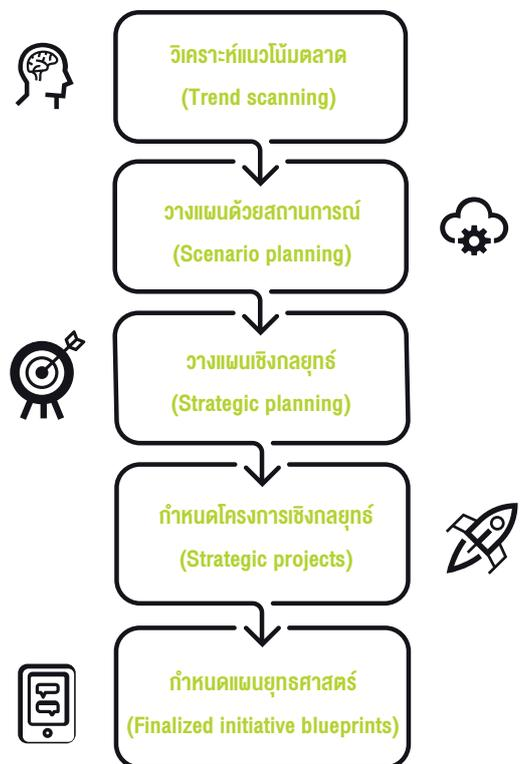 วิเคราะห์แนวโน้มตลาด
(Trend scanning)
วางแผนด้วยสถานการณ์
(Scenario planning)
วางแผนเชิงกลยุทธ์
(Strategic planning)
กำหนดโครงการเชิงกลยุทธ์
(Strategic projects)
กำหนดแผนยุทธศาสตร์
(Finalized initiative blueprints)